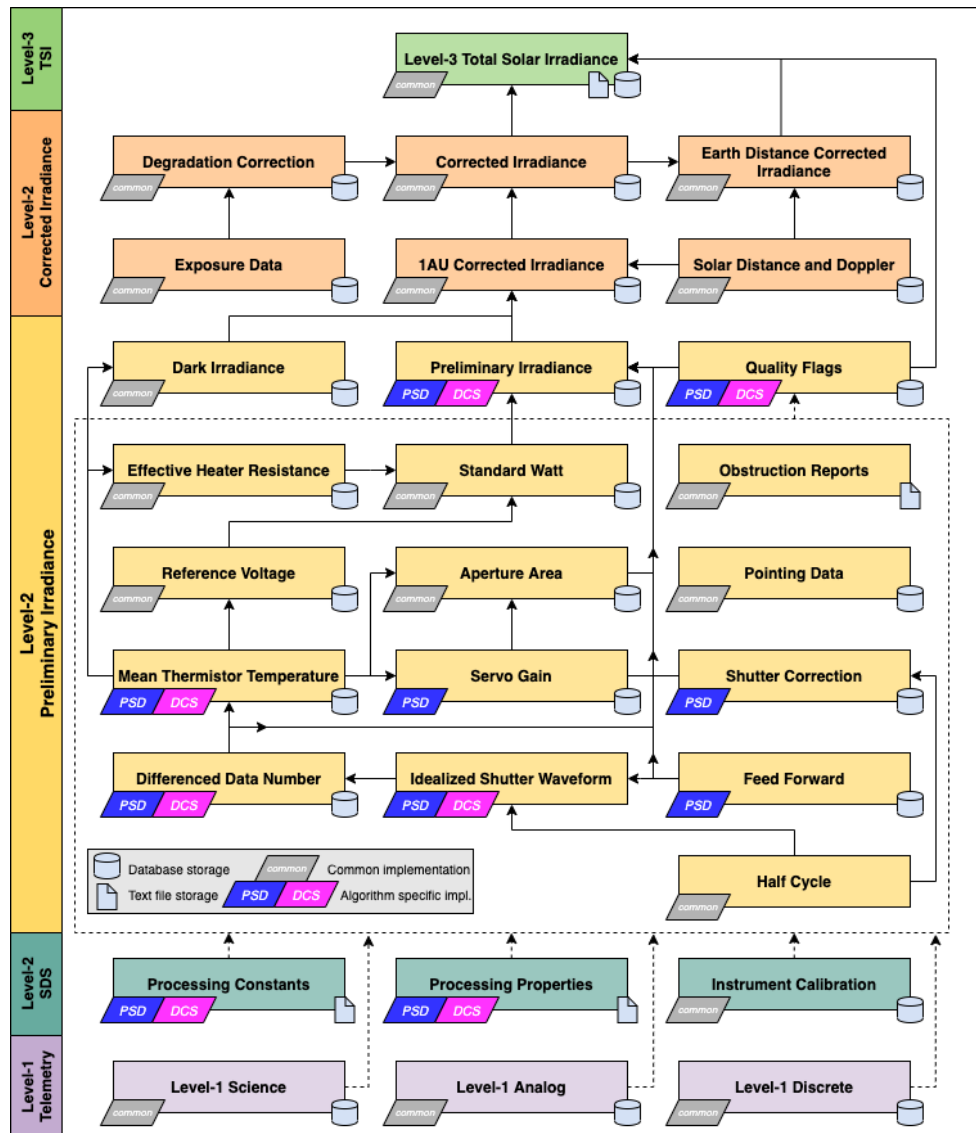 Level-3
TSI
Level-3 Total Solar Irradiance
common
Level-2
Corrected Irradiance
Degradation Correction
common
Corrected Irradiance
common
Earth Distance Corrected
Irradiance
common
Exposure Data
common
1AU Corrected Irradiance
common
Solar Distance and Doppler
common
Level-2
Preliminary Irradiance
Dark Irradiance
common
Preliminary Irradiance
PSD DCS
Quality Flags
PSD DCS
Effective Heater Resistance
common
Standard Watt
common
Obstruction Reports
common
Reference Voltage
common
Aperture Area
common
Pointing Data
common
Mean Thermistor Temperature
PSD DCS
Servo Gain
PSD
Shutter Correction
PSD
Differenced Data Number
PSD DCS
Idealized Shutter Waveform
PSD DCS
Feed Forward
PSD
Database storage common Common implementation
Text file storage PSD DCS Algorithm specific impl.
Half Cycle
common
Level-2
SDS
Processing Constants
PSD DCS
Processing Properties
PSD DCS
Instrument Calibration
common
Level-1
Telemetry
Level-1 Science
common
Level-1 Analog
common
Level-1 Discrete
common